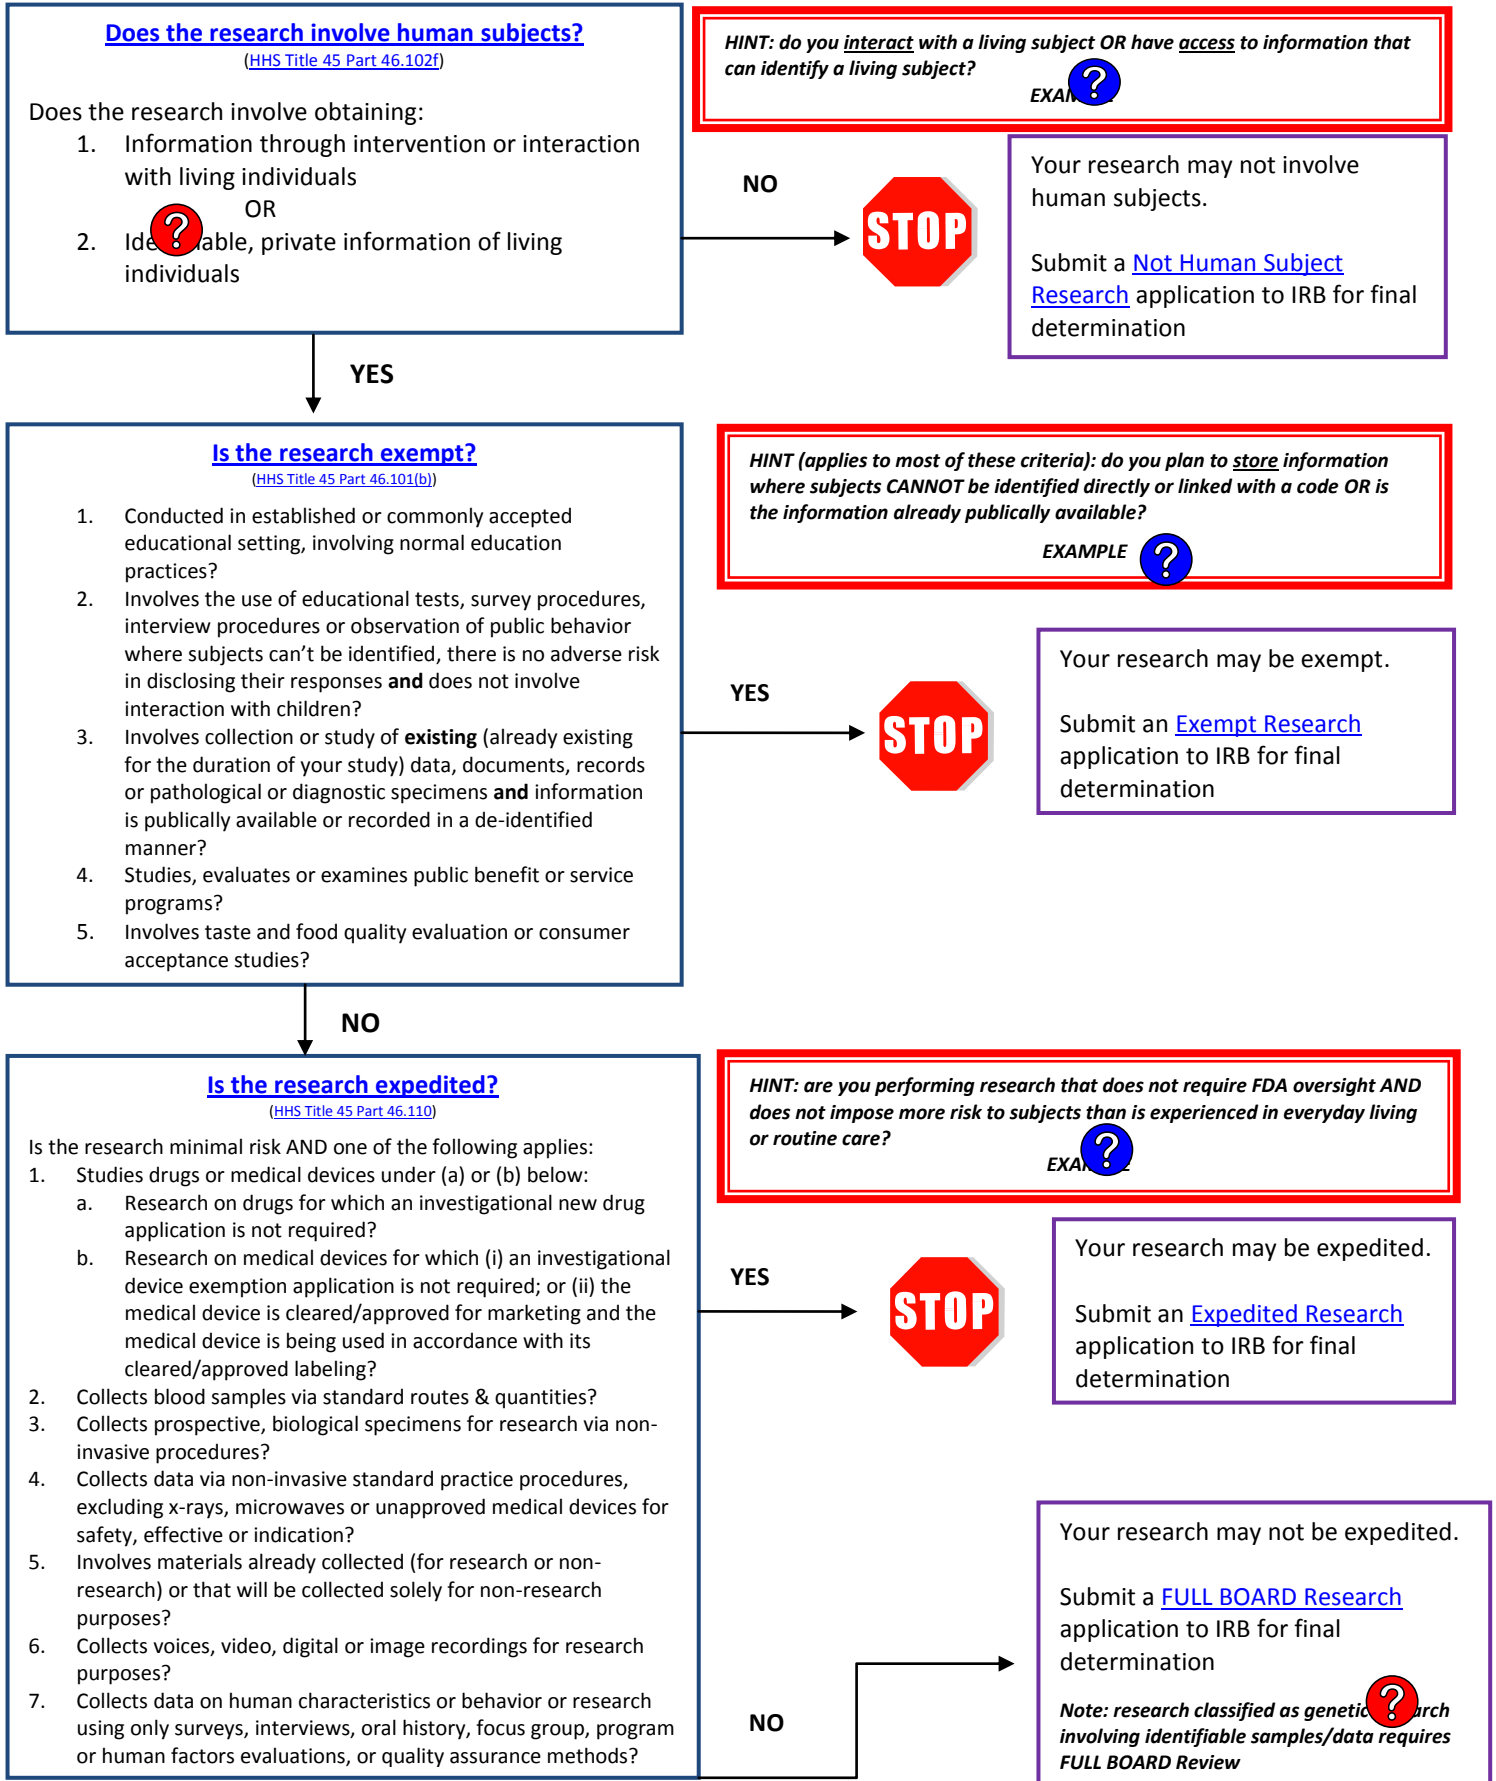 Does the research involve human subjects?
(HHS Title 45 Part 46.102f)
Does the research involve obtaining:
1. Information through intervention or interaction
with living individuals
OR
2. able, private information of living
individuals
HINT: do you interact with a living subject OR have access to information that
can identify a living subject?
?
?
NO
STOP
Your research may not involve
human subjects.
Submit a Not Human Subject
Research application to IRB for final
determination
YES
Is the research exempt?
(HHS Title 45 Part 46.101(b))
1. Conducted in established or commonly accepted
educational setting, involving normal education
practices?
2. Involves the use of educational tests, survey procedures,
interview procedures or observation of public behavior
where subjects can't be identified, there is no adverse risk
in disclosing their responses and does not involve
interaction with children?
3. Involves collection or study of existing (already existing
for the duration of your study) data, documents, records
or pathological or diagnostic specimens and information
is publically available or recorded in a de-identified
manner?
4. Studies, evaluates or examines public benefit or service
programs?
5. Involves taste and food quality evaluation or consumer
acceptance studies?
HINT (applies to most of these criteria): do you plan to store information
where subjects CANNOT be identified directly or linked with a code OR is
the information already publically available?
EXAMPLE ?
YES
STOP
Your research may be exempt.
Submit an Exempt Research
application to IRB for final
determination
NO
Is the research expedited?
(HHS Title 45 Part 46.110)
Is the research minimal risk AND one of the following applies:
1. Studies drugs or medical devices under (a) or (b) below:
a. Research on drugs for which an investigational new drug
application is not required?
b. Research on medical devices for which (i) an investigational
device exemption application is not required; or (ii) the
medical device is cleared/approved for marketing and the
medical device is being used in accordance with its
cleared/approved labeling?
2. Collects blood samples via standard routes & quantities?
3. Collects prospective, biological specimens for research via non-
invasive procedures?
4. Collects data via non-invasive standard practice procedures,
excluding x-rays, microwaves or unapproved medical devices for
safety, effective or indication?
5. Involves materials already collected (for research or non-
research) or that will be collected solely for non-research
purposes?
6. Collects voices, video, digital or image recordings for research
purposes?
7. Collects data on human characteristics or behavior or research
using only surveys, interviews, oral history, focus group, program
or human factors evaluations, or quality assurance methods?
HINT: are you performing research that does not require FDA oversight AND
does not impose more risk to subjects than is experienced in everyday living
or routine care?
?
YES
STOP
Your research may be expedited.
Submit an Expedited Research
application to IRB for final
determination
NO
Your research may not be expedited.
Submit a FULL BOARD Research
application to IRB for final
determination
?
Note: research classified as genetic
involving identifiable samples/data requires
FULL BOARD Review